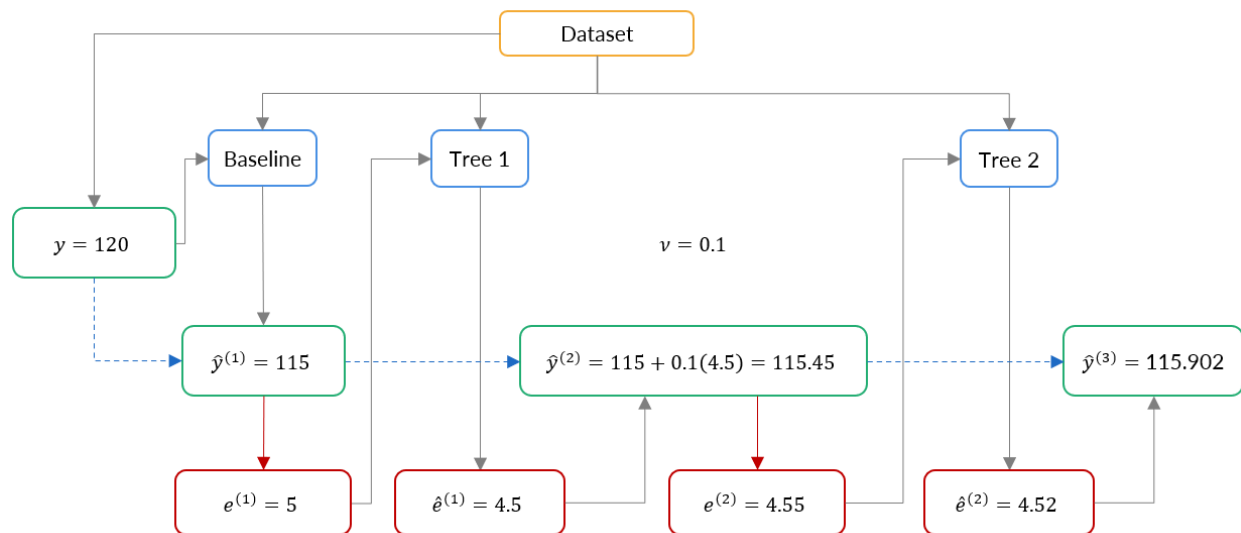 Dataset
Baseline
Tree 1
Tree 2
y = 120
ν = 0.1
ŷ⁽¹⁾ = 115
ŷ⁽²⁾ = 115 + 0.1(4.5) = 115.45
ŷ⁽³⁾ = 115.902
e⁽¹⁾ = 5
ê⁽¹⁾ = 4.5
e⁽²⁾ = 4.55
ê⁽²⁾ = 4.52